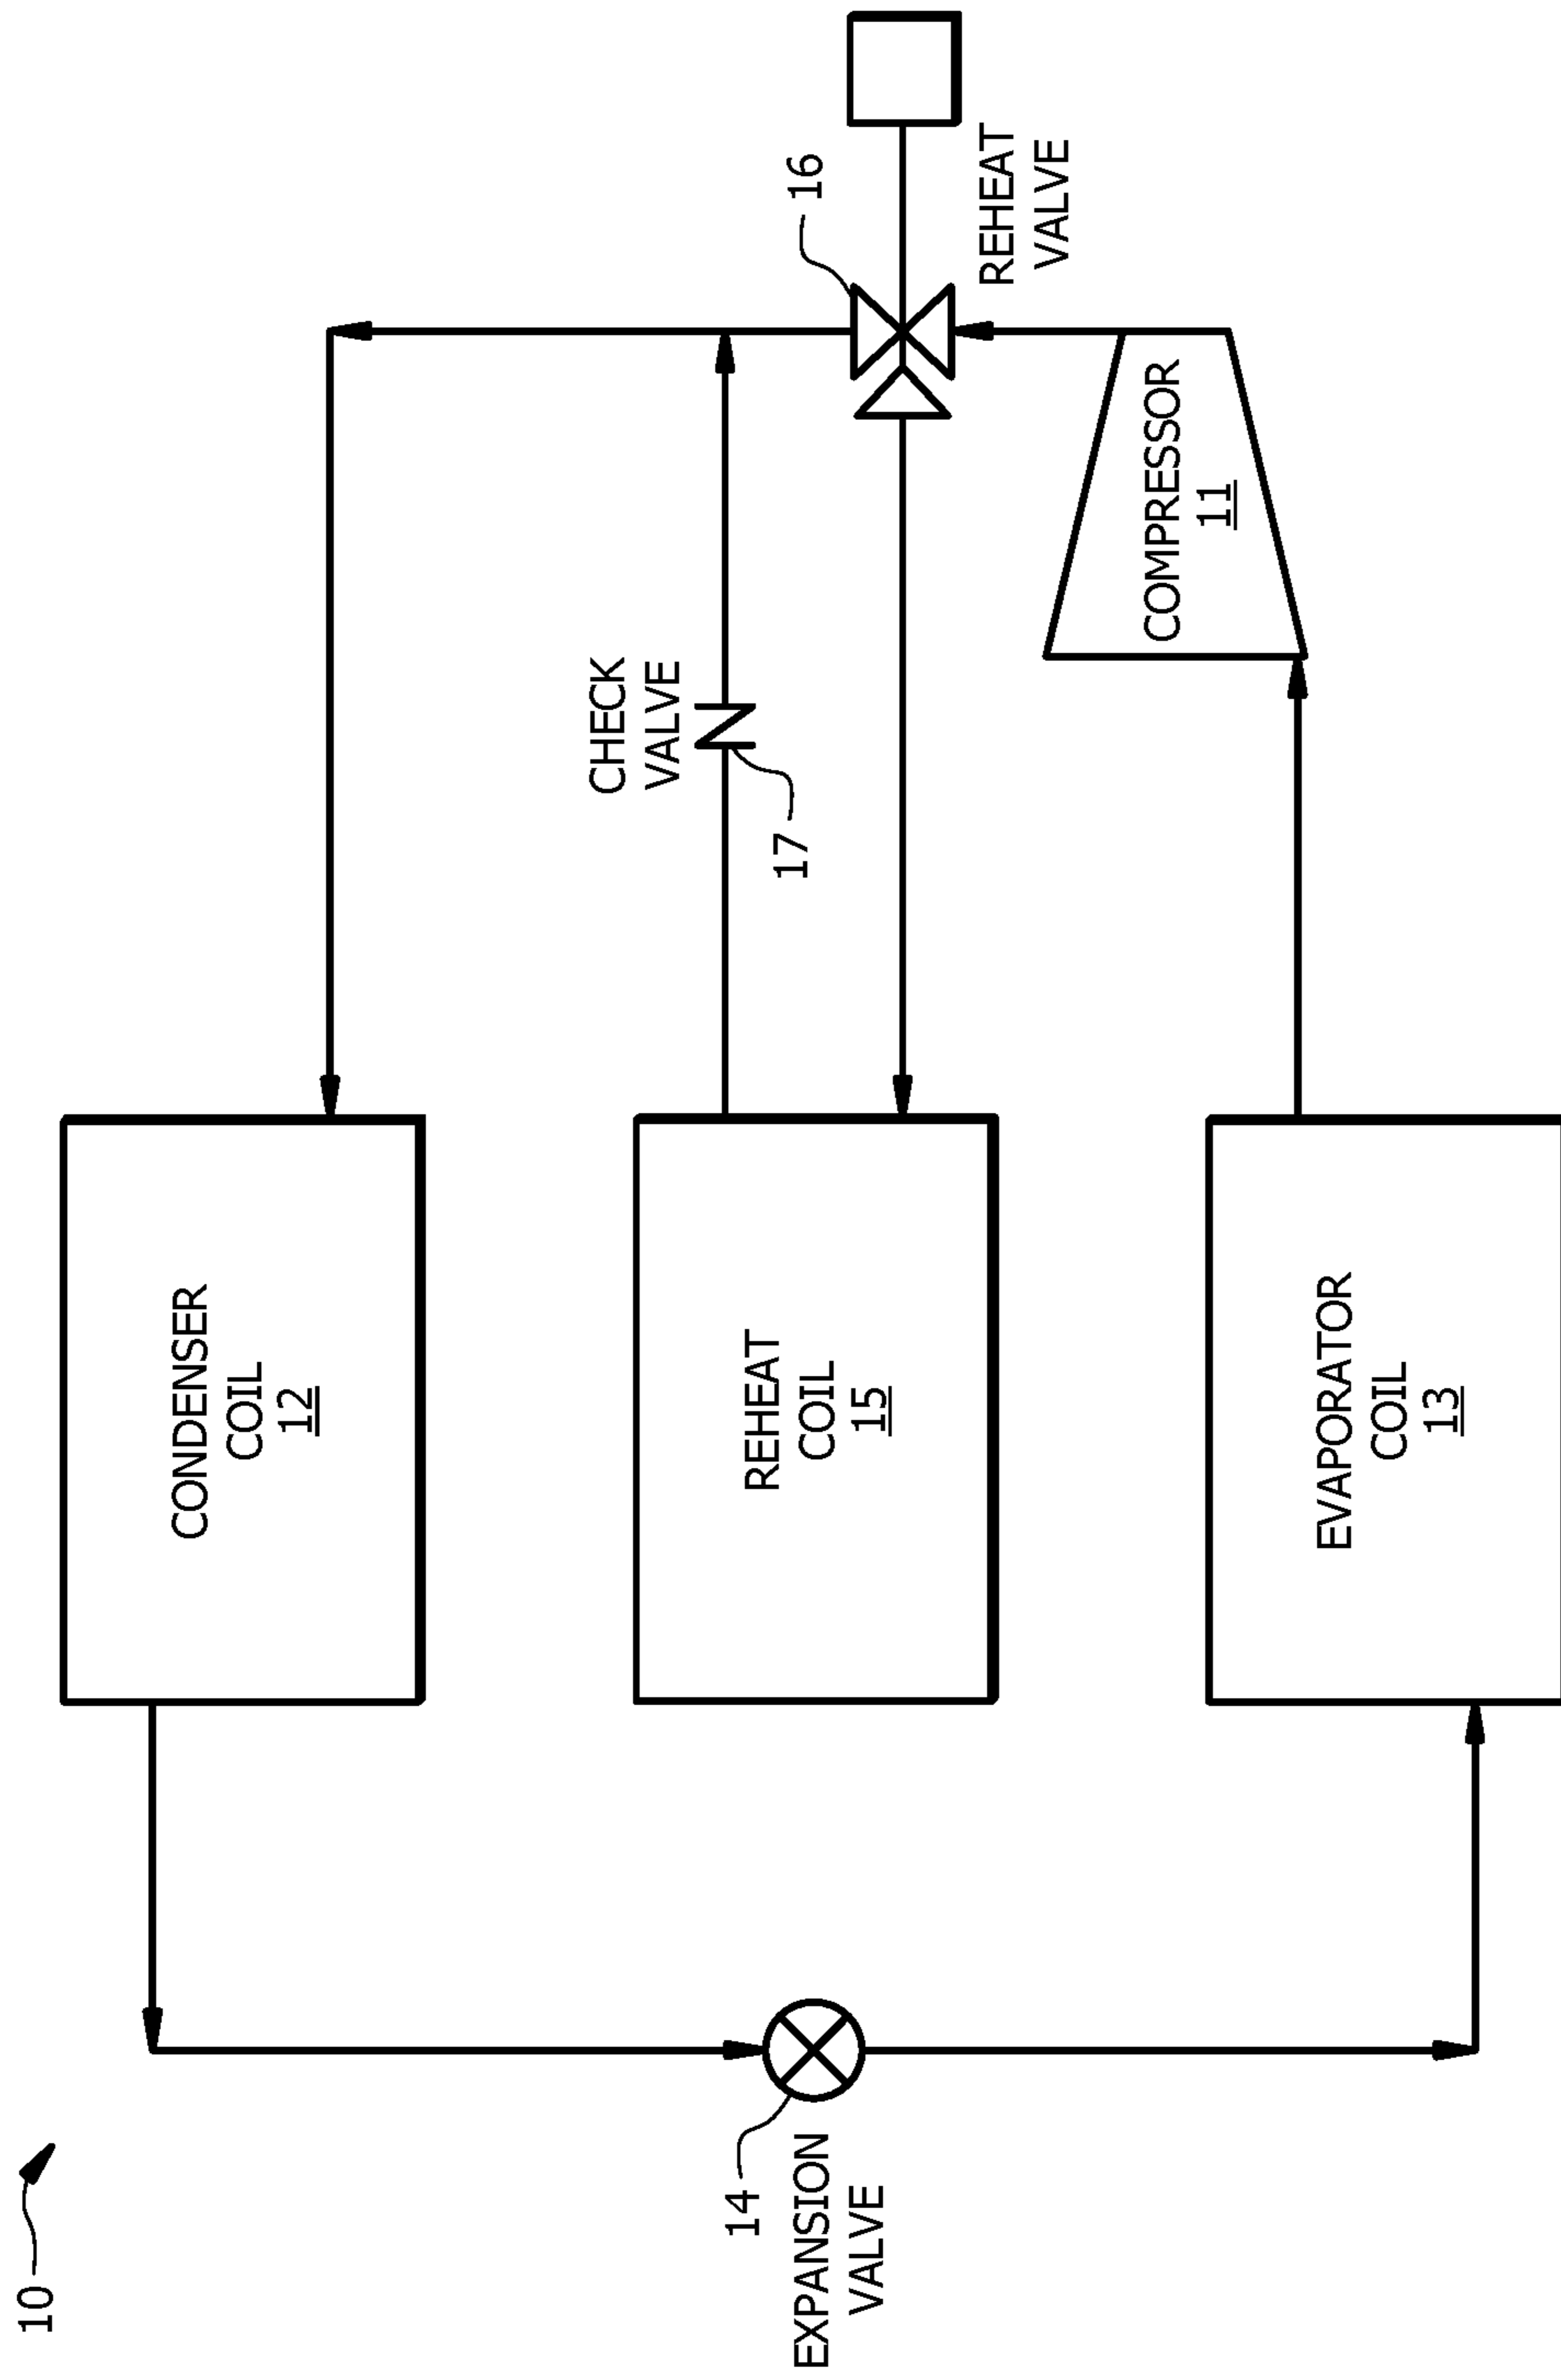 10
CONDENSER
COIL
12
CHECK
VALVE
17
16
REHEAT
VALVE
14
EXPANSION
VALVE
REHEAT
COIL
15
COMPRESSOR
11
EVAPORATOR
COIL
13